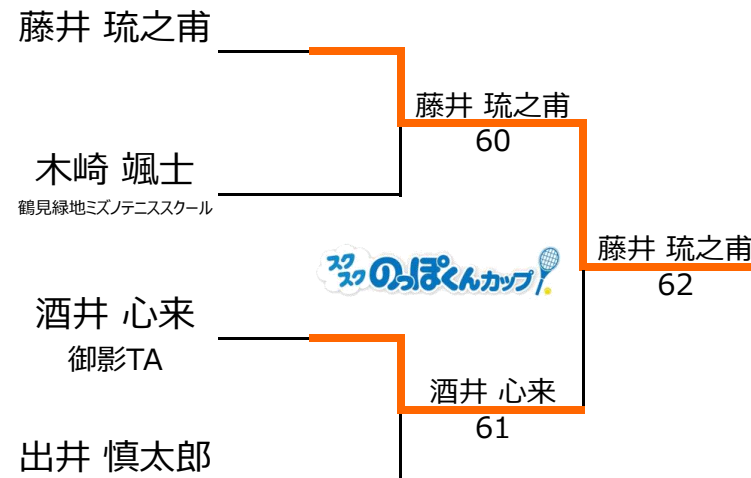 藤井 琉之甫
藤井 琉之甫
60
木崎 颯士
鶴見緑地ミズノテニススクール
藤井 琉之甫
62
スクスクのっぽくんカップ
酒井 心来
御影TA
酒井 心来
61
出井 慎太郎